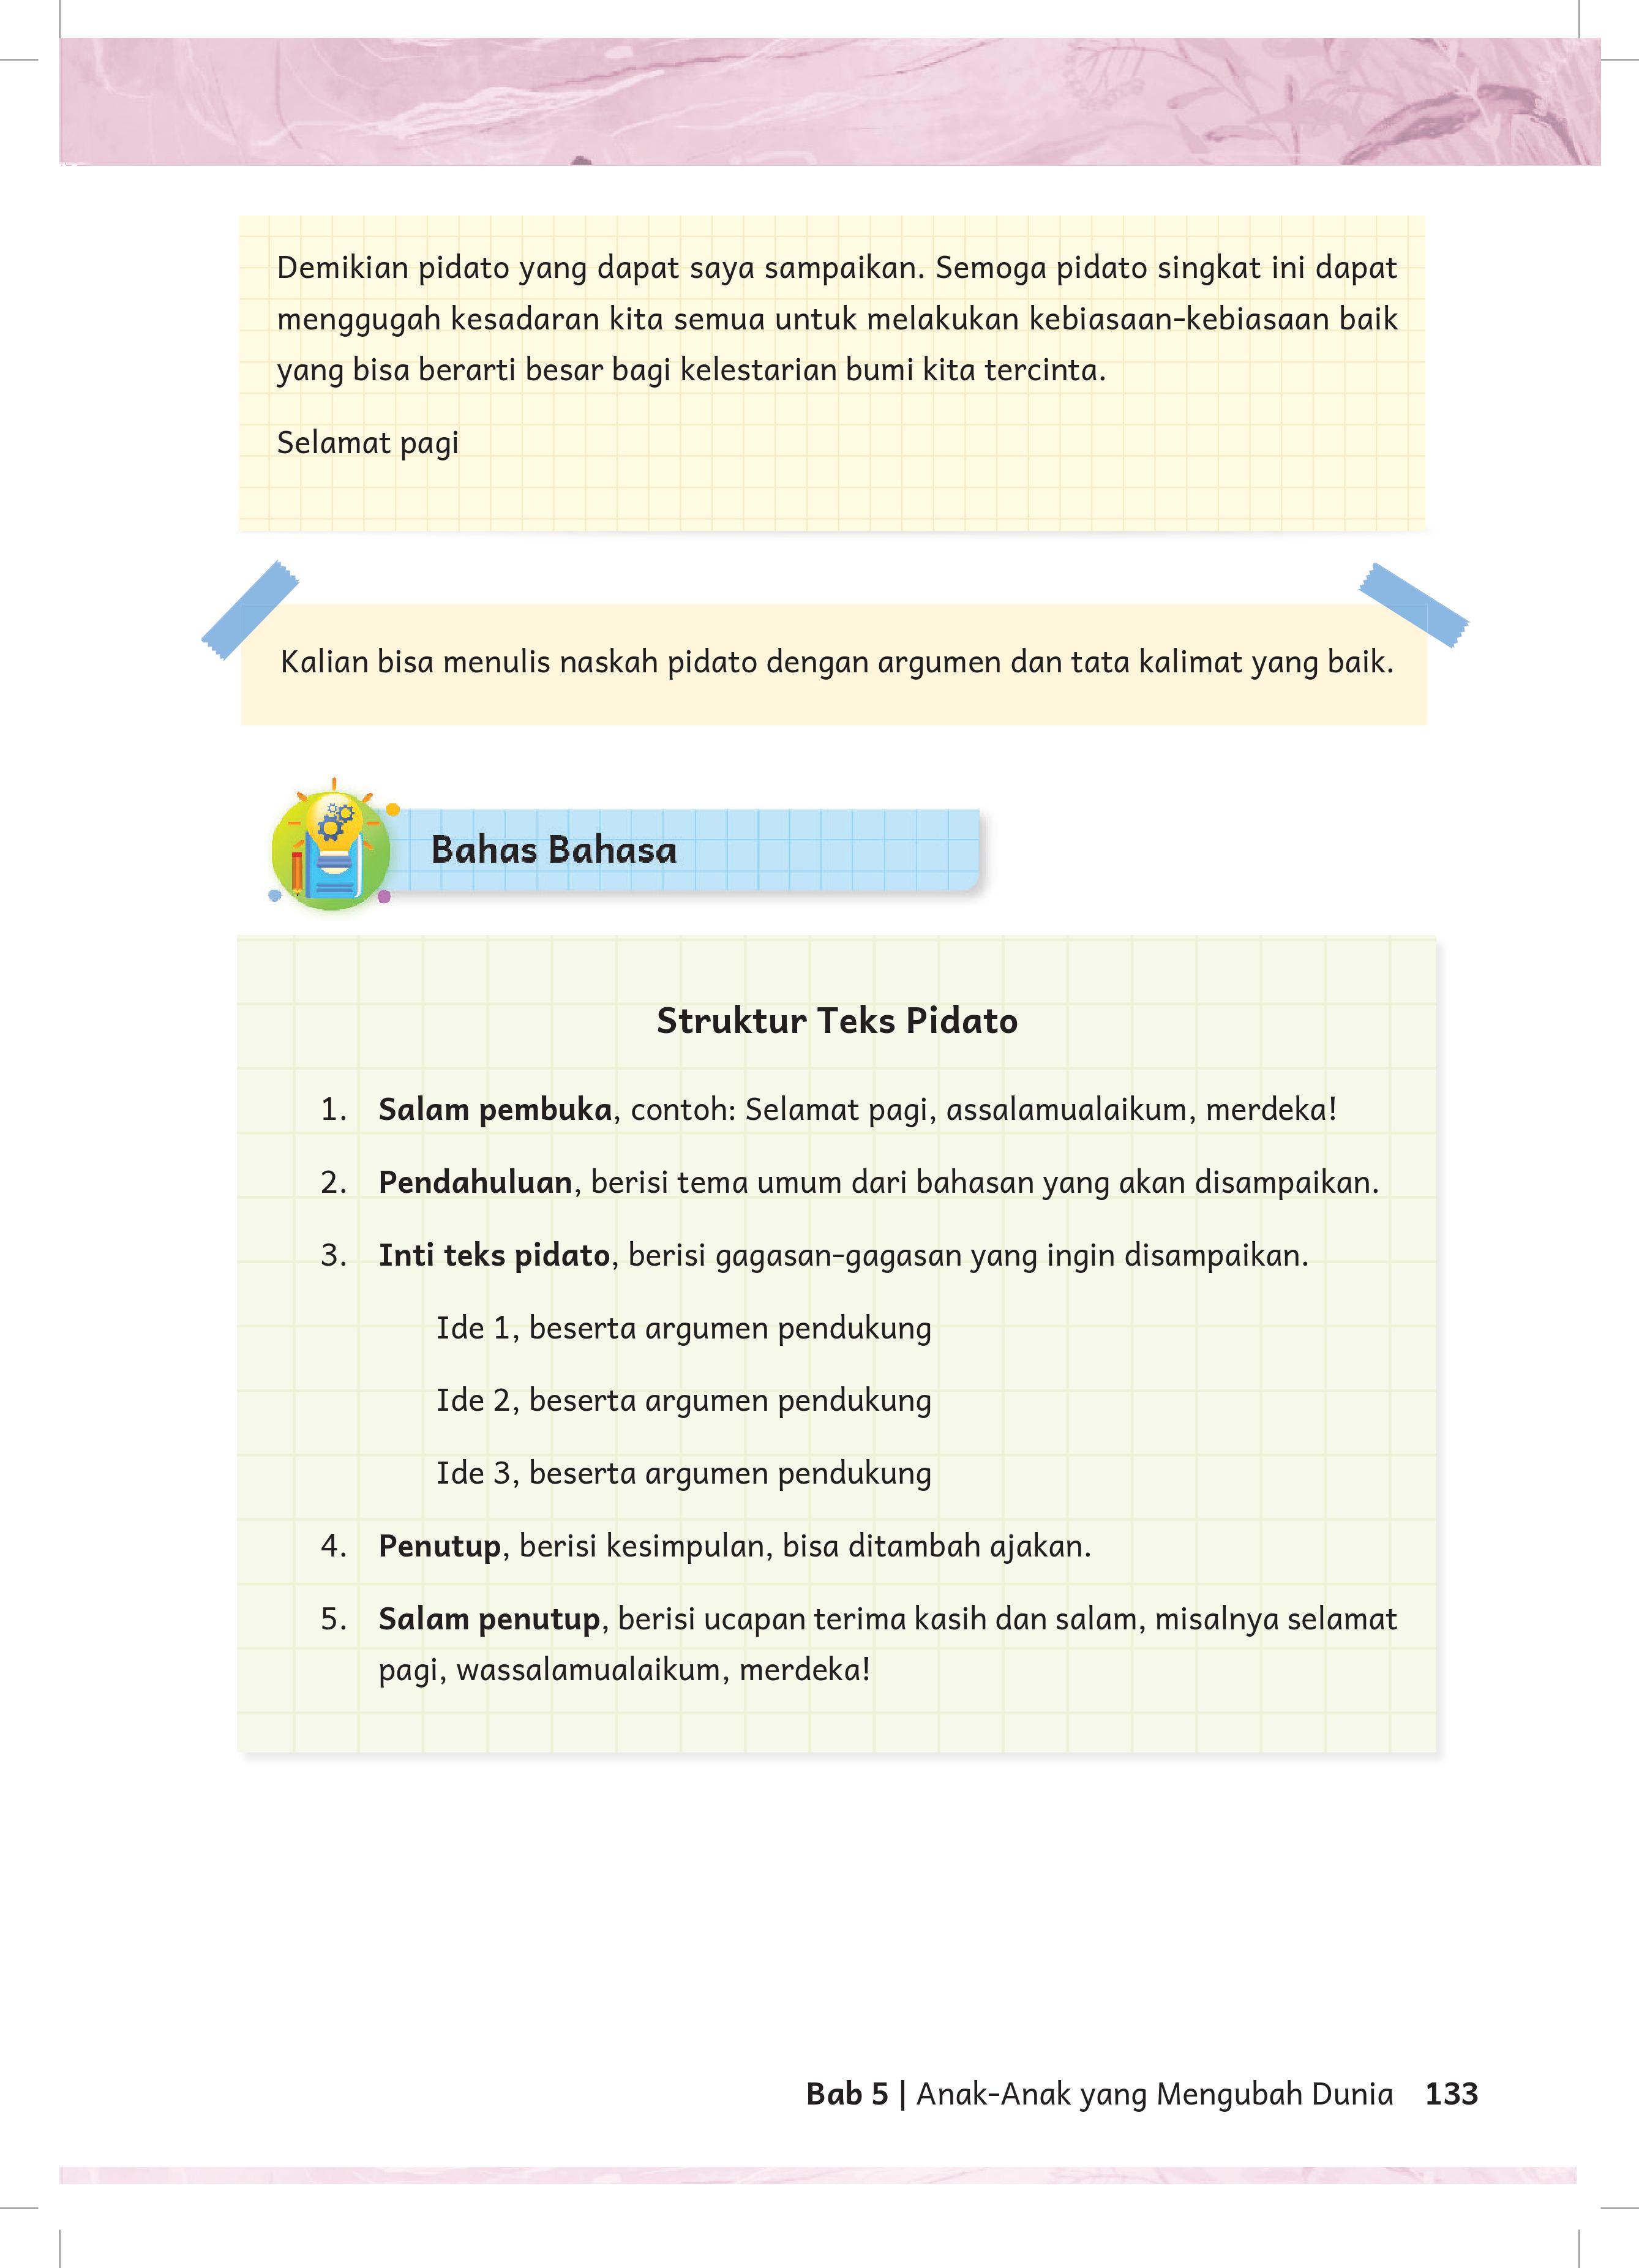 Demikian pidato yang dapat saya sampaikan. Semoga pidato singkat ini dapat
menggugah kesadaran kita semua untuk melakukan kebiasaan-kebiasaan baik
yang bisa berarti besar bagi kelestarian bumi kita tercinta.
Selamat pagi
Kalian bisa menulis naskah pidato dengan argumen dan tata kalimat yang baik.
Bahas Bahasa
Struktur Teks Pidato
1. Salam pembuka, contoh: Selamat pagi, assalamualaikum, merdeka!
2. Pendahuluan, berisi tema umum dari bahasan yang akan disampaikan.
3. Inti teks pidato, berisi gagasan-gagasan yang ingin disampaikan.
Ide 1, beserta argumen pendukung
Ide 2, beserta argumen pendukung
Ide 3, beserta argumen pendukung
4. Penutup, berisi kesimpulan, bisa ditambah ajakan.
5. Salam penutup, berisi ucapan terima kasih dan salam, misalnya selamat
pagi, wassalamualaikum, merdeka!
Bab 5 | Anak-Anak yang Mengubah Dunia 133